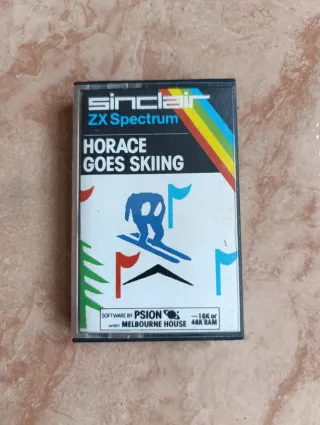 sinclair
ZX Spectrum
HORACE
GOES SKIING
SOFTWARE BY PSION
with MELBOURNE HOUSE
—16K or
48K RAM